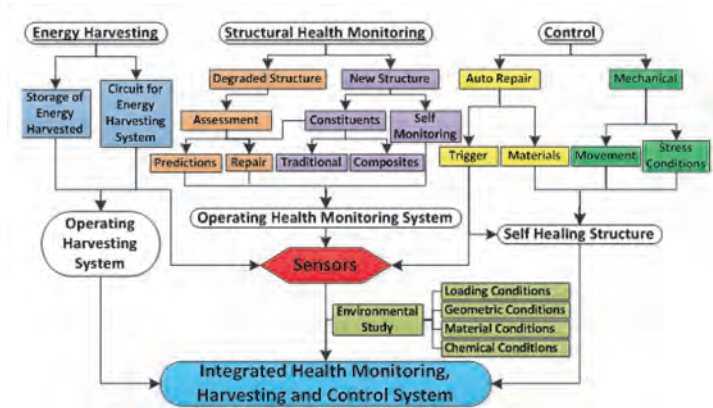 Energy Harvesting
Structural Health Monitoring
Control
Degraded Structure
New Structure
Auto Repair
Mechanical
Storage of
Energy
Harvested
Circuit for
Energy
Harvesting
System
Assessment
Constituents
Self
Monitoring
Predictions
Repair
Traditional
Composites
Trigger
Materials
Movement
Stress
Conditions
Operating
Harvesting
System
Operating Health Monitoring System
Self Healing Structure
Sensors
Environmental
Study
Loading Conditions
Geometric Conditions
Material Conditions
Chemical Conditions
Integrated Health Monitoring,
Harvesting and Control System